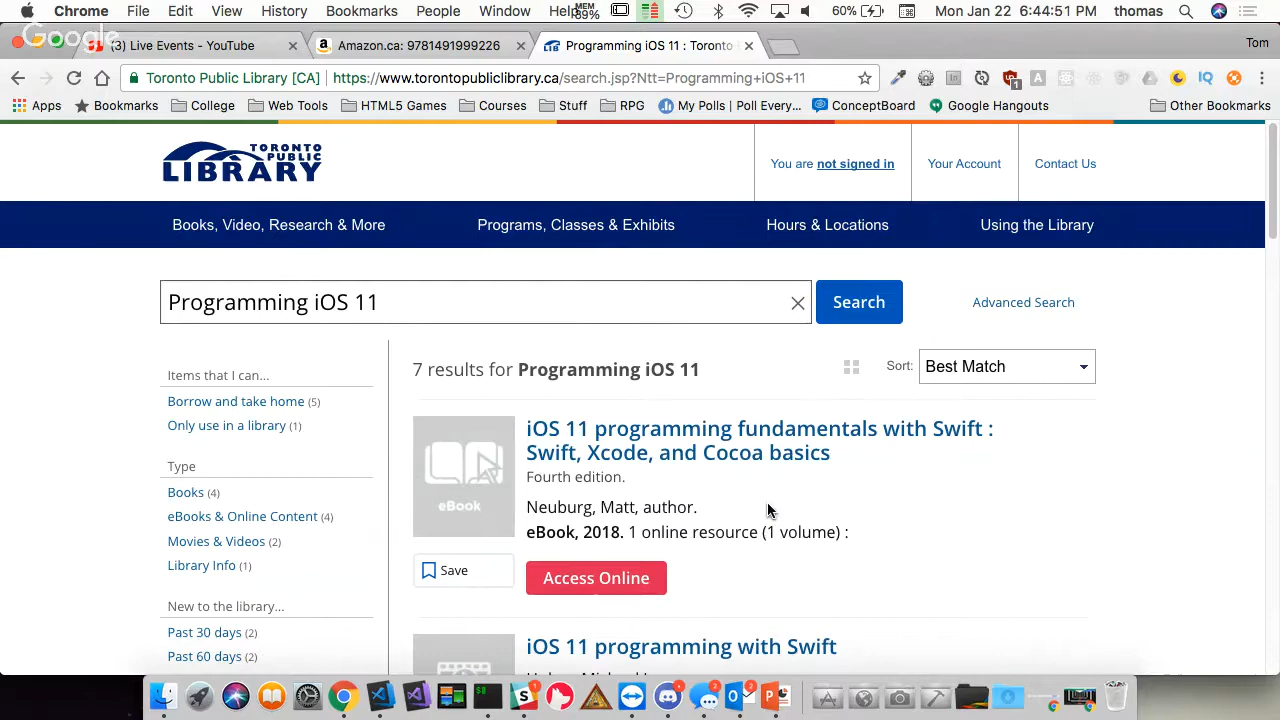 Chrome File Edit View History Bookmarks People Window Help MEM 89% 60% Mon Jan 22 6:44:51 PM thomas
Google
(3) Live Events - YouTube Amazon.ca: 9781491999226 Programming iOS 11 : Toronto Tom
Toronto Public Library [CA] https://www.torontopubliclibrary.ca/search.jsp?Ntt=Programming+iOS+11
Apps Bookmarks College Web Tools HTML5 Games Courses Stuff RPG My Polls | Poll Every... ConceptBoard Google Hangouts Other Bookmarks
TORONTO
PUBLIC
LIBRARY
You are not signed in Your Account Contact Us
Books, Video, Research & More Programs, Classes & Exhibits Hours & Locations Using the Library
Programming iOS 11 Search Advanced Search
Items that I can...
Borrow and take home (5)
Only use in a library (1)
Type
Books (4)
eBooks & Online Content (4)
Movies & Videos (2)
Library Info (1)
New to the library...
Past 30 days (2)
Past 60 days (2)
7 results for Programming iOS 11 Sort: Best Match
iOS 11 programming fundamentals with Swift :
Swift, Xcode, and Cocoa basics
Fourth edition.
Neuburg, Matt, author.
eBook, 2018. 1 online resource (1 volume) :
eBook
Save
Access Online
iOS 11 programming with Swift